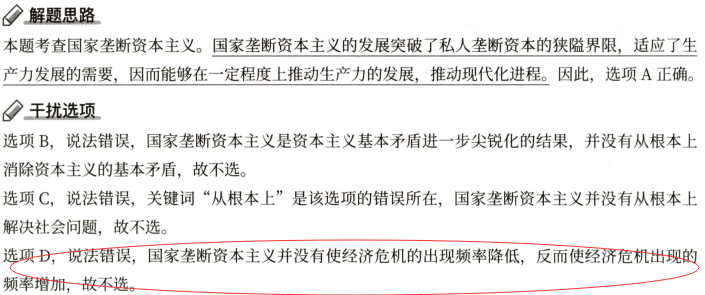 解题思路
本题考查国家垄断资本主义。国家垄断资本主义的发展突破了私人垄断资本的狭隘界限，适应了生
产力发展的需要，因而能够在一定程度上推动生产力的发展，推动现代化进程。因此，选项 A 正确。
干扰选项
选项 B，说法错误，国家垄断资本主义是资本主义基本矛盾进一步尖锐化的结果，并没有从根本上
消除资本主义的基本矛盾，故不选。
选项 C，说法错误，关键词“从根本上”是该选项的错误所在，国家垄断资本主义并没有从根本上
解决社会问题，故不选。
选项 D，说法错误，国家垄断资本主义并没有使经济危机的出现频率降低，反而使经济危机出现的
频率增加，故不选。